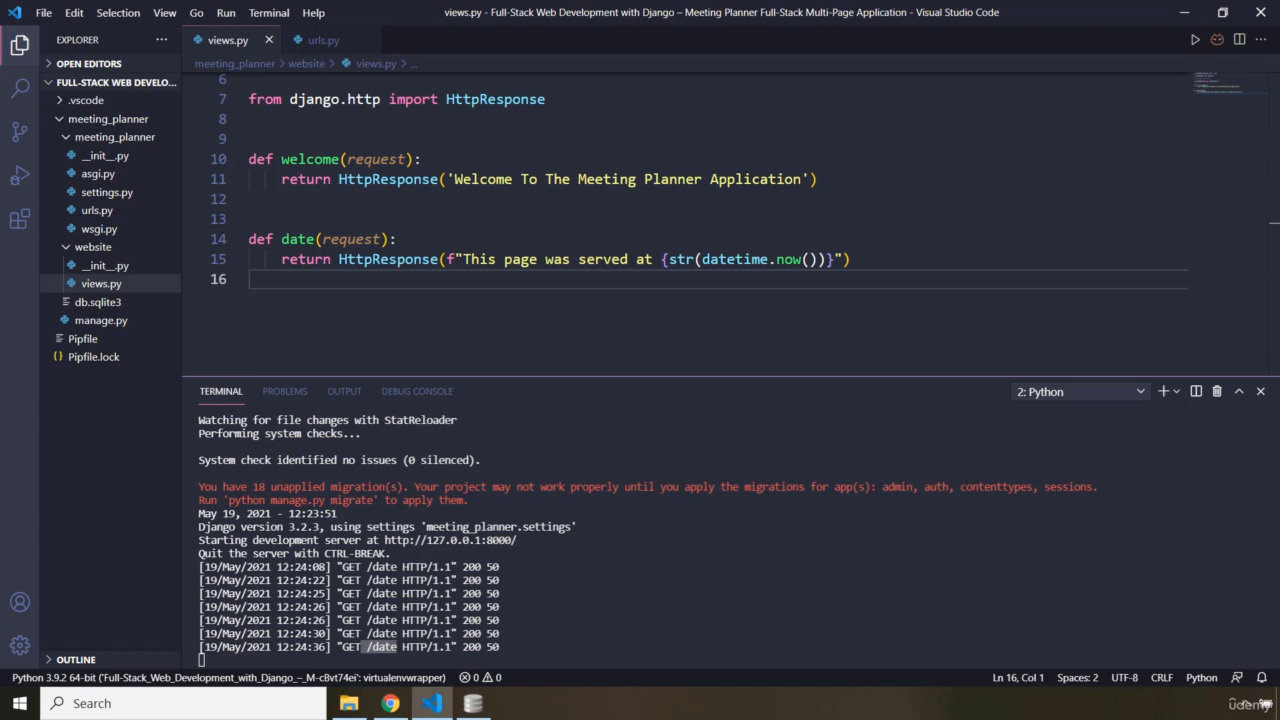 File Edit Selection View Go Run Terminal Help
views.py - Full-Stack Web Development with Django – Meeting Planner Full-Stack Multi-Page Application - Visual Studio Code
EXPLORER
OPEN EDITORS
FULL-STACK WEB DEVELO...
.vscode
meeting_planner
meeting_planner
__init__.py
asgi.py
settings.py
urls.py
wsgi.py
website
__init__.py
views.py
db.sqlite3
manage.py
Pipfile
Pipfile.lock
OUTLINE
views.py
urls.py
meeting_planner > website > views.py > ...
6
7 from django.http import HttpResponse
8
9
10 def welcome(request):
11 return HttpResponse('Welcome To The Meeting Planner Application')
12
13
14 def date(request):
15 return HttpResponse(f"This page was served at {str(datetime.now())}")
16
TERMINAL PROBLEMS OUTPUT DEBUG CONSOLE
2: Python
Watching for file changes with StatReloader
Performing system checks...
System check identified no issues (0 silenced).
You have 18 unapplied migration(s). Your project may not work properly until you apply the migrations for app(s): admin, auth, contenttypes, sessions.
Run 'python manage.py migrate' to apply them.
May 19, 2021 - 12:23:51
Django version 3.2.3, using settings 'meeting_planner.settings'
Starting development server at http://127.0.0.1:8000/
Quit the server with CTRL-BREAK.
[19/May/2021 12:24:08] "GET /date HTTP/1.1" 200 50
[19/May/2021 12:24:22] "GET /date HTTP/1.1" 200 50
[19/May/2021 12:24:25] "GET /date HTTP/1.1" 200 50
[19/May/2021 12:24:26] "GET /date HTTP/1.1" 200 50
[19/May/2021 12:24:26] "GET /date HTTP/1.1" 200 50
[19/May/2021 12:24:30] "GET /date HTTP/1.1" 200 50
[19/May/2021 12:24:36] "GET /date HTTP/1.1" 200 50
Python 3.9.2 64-bit ('Full-Stack_Web_Development_with_Django_–_M-c8vt74ei': virtualenvwrapper)
0 0
Ln 16, Col 1
Spaces: 2
UTF-8
CRLF
Python
Search
udemy